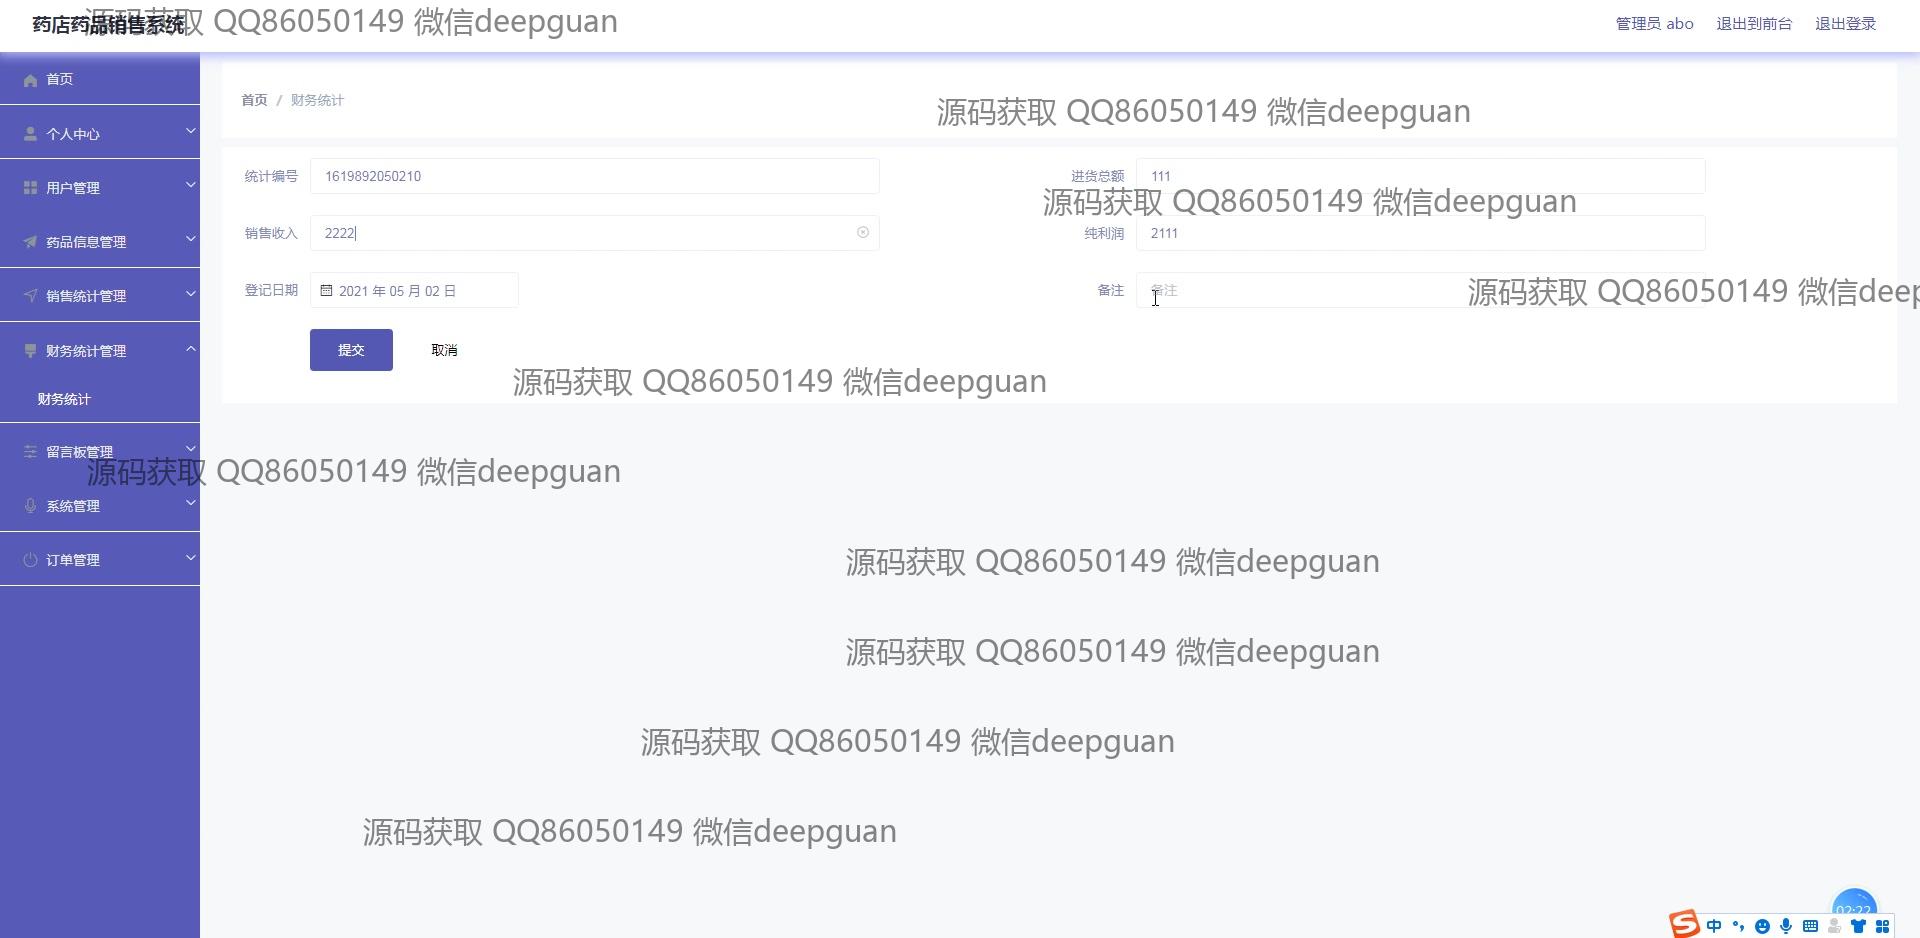 药店药品销售系统
源码获取 QQ86050149 微信deepguan
管理员 abo
退出到前台
退出登录
首页
个人中心
用户管理
药品信息管理
销售统计管理
财务统计管理
财务统计
留言板管理
系统管理
订单管理
首页 / 财务统计
源码获取 QQ86050149 微信deepguan
统计编号 1619892050210
进货总额 111
源码获取 QQ86050149 微信deepguan
销售收入 2222
纯利润 2111
登记日期 2021 年 05 月 02 日
备注 备注
源码获取 QQ86050149 微信deep
提交
取消
源码获取 QQ86050149 微信deepguan
源码获取 QQ86050149 微信deepguan
源码获取 QQ86050149 微信deepguan
源码获取 QQ86050149 微信deepguan
源码获取 QQ86050149 微信deepguan
源码获取 QQ86050149 微信deepguan
02:22
中